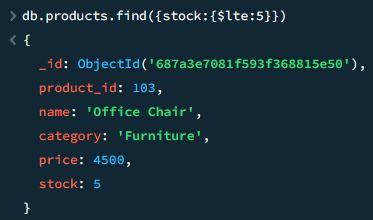 > db.products.find({stock:{$lte:5}})
< {
_id: ObjectId('687a3e7081f593f368815e50'),
product_id: 103,
name: 'Office Chair',
category: 'Furniture',
price: 4500,
stock: 5
}